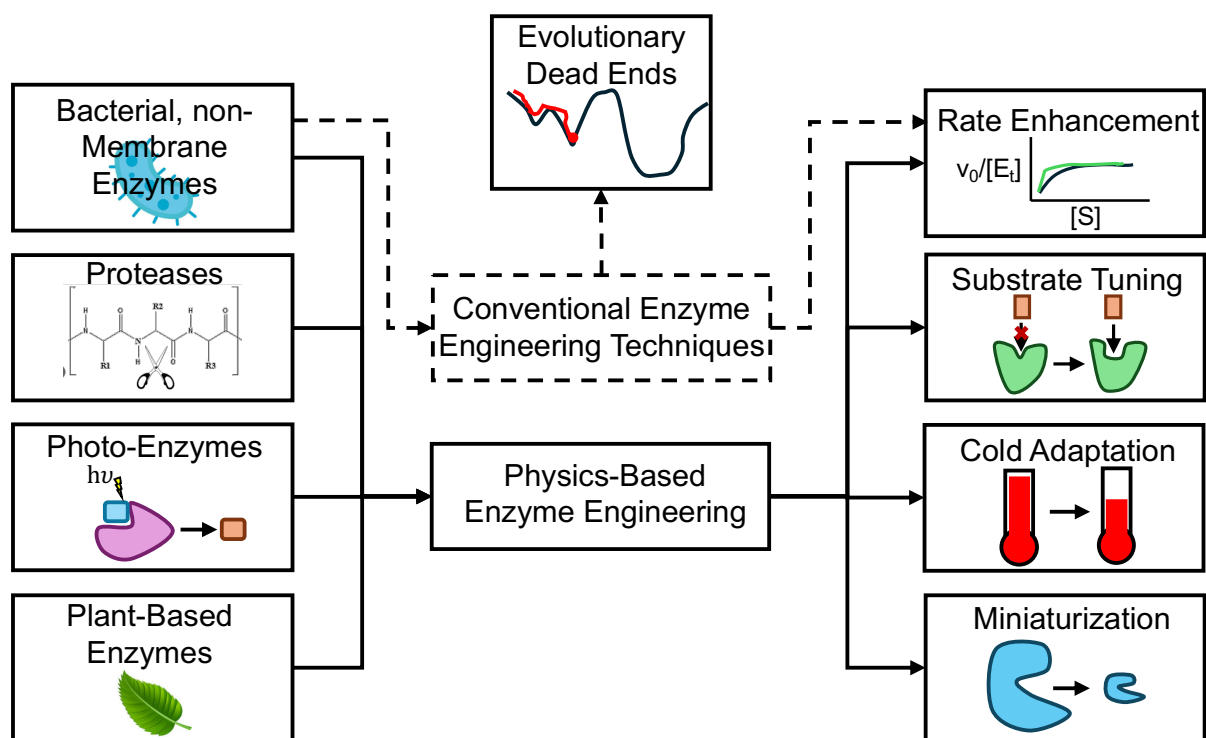 Evolutionary
Dead Ends
Bacterial, non-
Membrane
Enzymes
Rate Enhancement
v₀/[Eₜ]
[S]
Proteases
H
O
R2
H
O
N
N
N
R1
H
O
R3
Conventional Enzyme
Engineering Techniques
Substrate Tuning
Photo-Enzymes
hυ
Physics-Based
Enzyme Engineering
Cold Adaptation
Plant-Based
Enzymes
Miniaturization